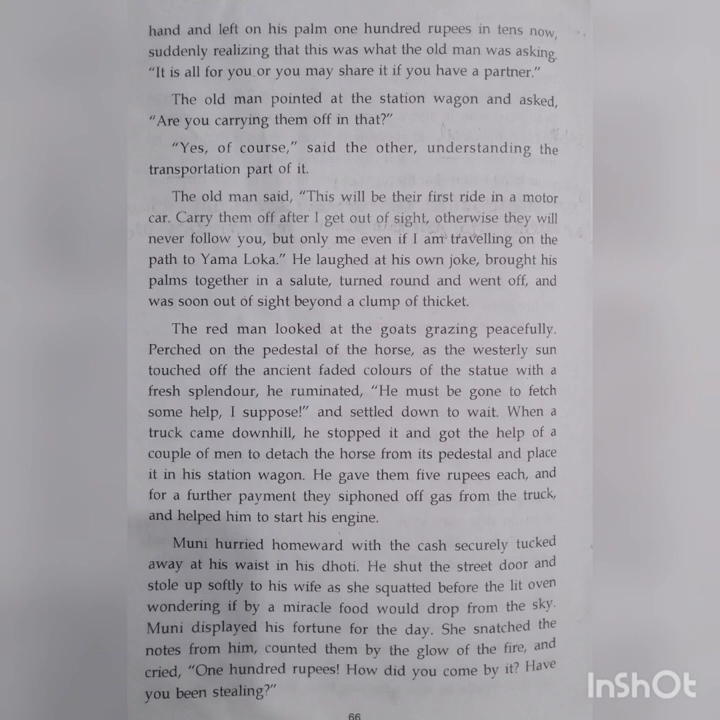 hand and left on his palm one hundred rupees in tens now,
suddenly realizing that this was what the old man was asking.
“It is all for you or you may share it if you have a partner.”
The old man pointed at the station wagon and asked,
“Are you carrying them off in that?”
“Yes, of course,” said the other, understanding the
transportation part of it.
The old man said, “This will be their first ride in a motor
car. Carry them off after I get out of sight, otherwise they will
never follow you, but only me even if I am travelling on the
path to Yama Loka.” He laughed at his own joke, brought his
palms together in a salute, turned round and went off, and
was soon out of sight beyond a clump of thicket.
The red man looked at the goats grazing peacefully.
Perched on the pedestal of the horse, as the westerly sun
touched off the ancient faded colours of the statue with a
fresh splendour, he ruminated, “He must be gone to fetch
some help, I suppose!” and settled down to wait. When a
truck came downhill, he stopped it and got the help of a
couple of men to detach the horse from its pedestal and place
it in his station wagon. He gave them five rupees each, and
for a further payment they siphoned off gas from the truck,
and helped him to start his engine.
Muni hurried homeward with the cash securely tucked
away at his waist in his dhoti. He shut the street door and
stole up softly to his wife as she squatted before the lit oven
wondering if by a miracle food would drop from the sky.
Muni displayed his fortune for the day. She snatched the
notes from him, counted them by the glow of the fire, and
cried, “One hundred rupees! How did you come by it? Have
you been stealing?”
66
InShOt